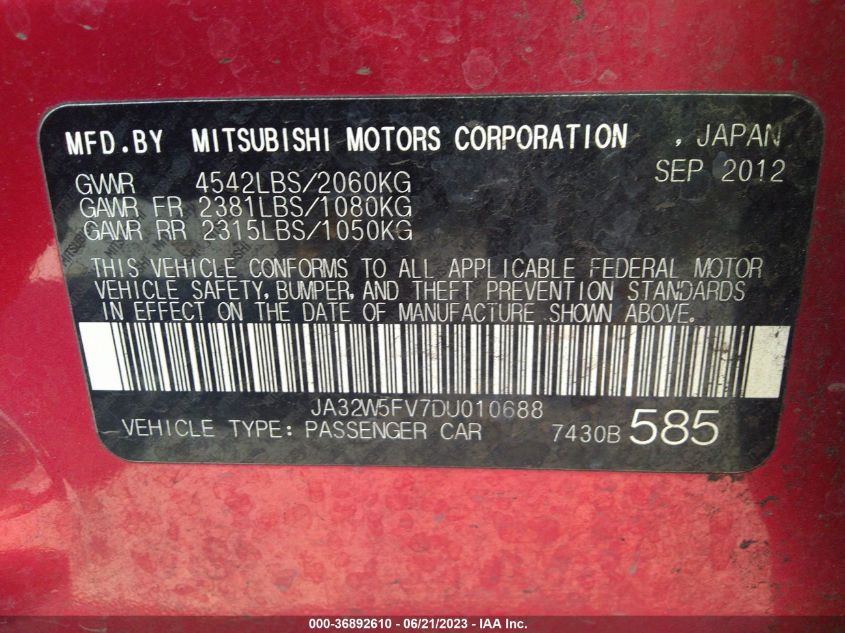 MFD.BY MITSUBISHI MOTORS CORPORATION , JAPAN
SEP 2012
GVWR 4542LBS/2060KG
GAWR FR 2381LBS/1080KG
GAWR RR 2315LBS/1050KG
THIS VEHICLE CONFORMS TO ALL APPLICABLE FEDERAL MOTOR
VEHICLE SAFETY, BUMPER, AND THEFT PREVENTION STANDARDS
IN EFFECT ON THE DATE OF MANUFACTURE SHOWN ABOVE.
JA32W5FV7DU010688
VEHICLE TYPE: PASSENGER CAR 7430B 585
000-36892610 - 06/21/2023 - IAA Inc.